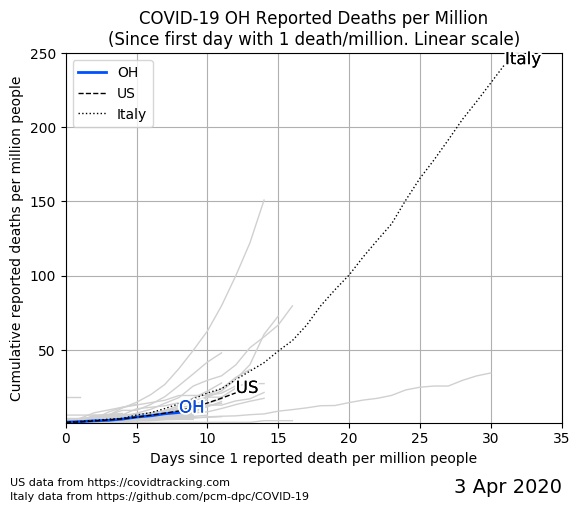 COVID-19 OH Reported Deaths per Million
(Since first day with 1 death/million. Linear scale)
250
200
150
100
50
Cumulative reported deaths per million people
OH
US
Italy
Italy
US
OH
0
5
10
15
20
25
30
35
Days since 1 reported death per million people
US data from https://covidtracking.com
Italy data from https://github.com/pcm-dpc/COVID-19
3 Apr 2020